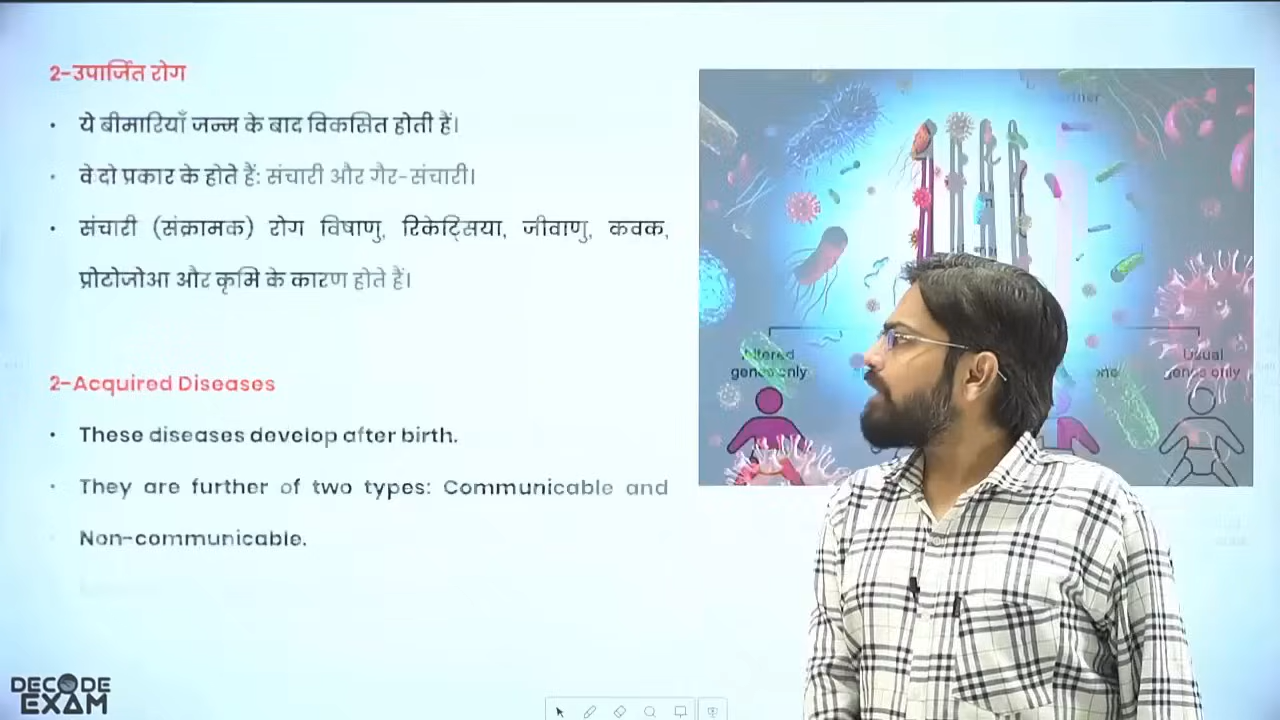 2-उपार्जित रोग
• ये बीमारियाँ जन्म के बाद विकसित होती हैं।
• वे दो प्रकार के होते हैं: संचारी और गैर-संचारी।
• संचारी (संक्रामक) रोग विषाणु, रिकेट्सिया, जीवाणु, कवक,
प्रोटोजोआ और कृमि के कारण होते हैं।
2-Acquired Diseases
• These diseases develop after birth.
• They are further of two types: Communicable and
Non-communicable.
Altered
genes only
Usual
genes only
DECODE
EXAM